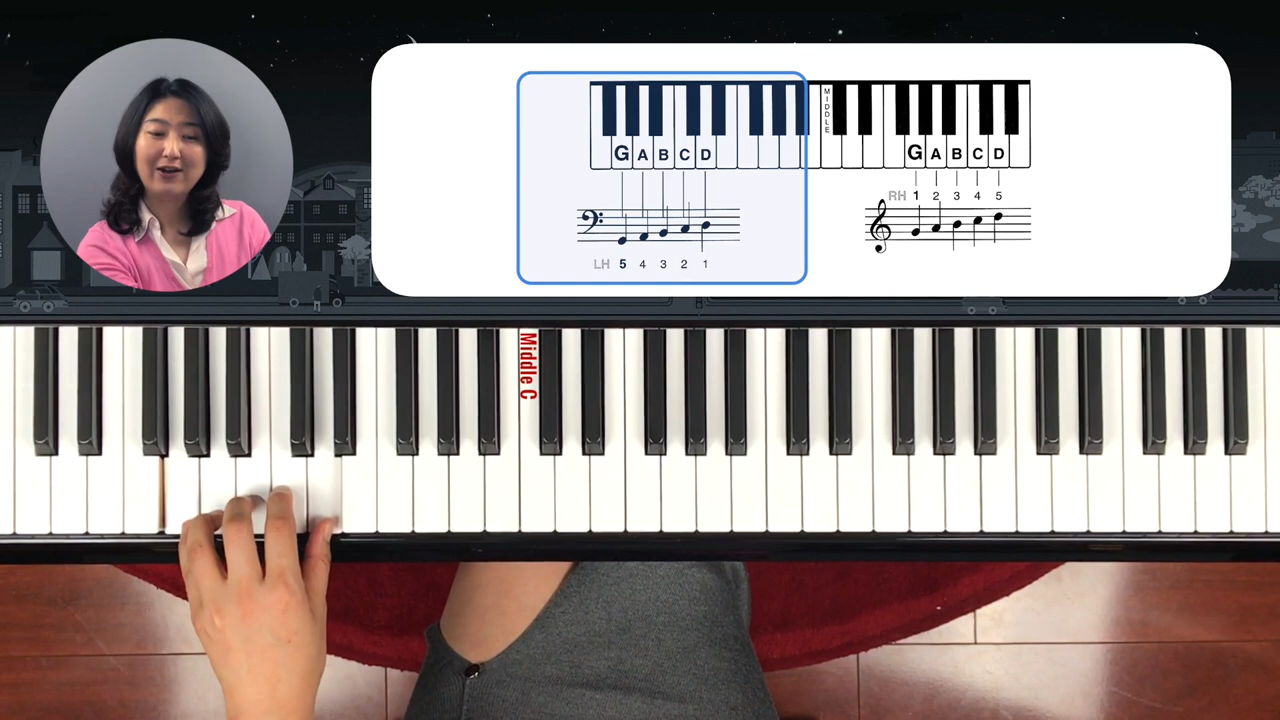 MIDDLE
G A B C D
G A B C D
RH 1 2 3 4 5
LH 5 4 3 2 1
Middle C